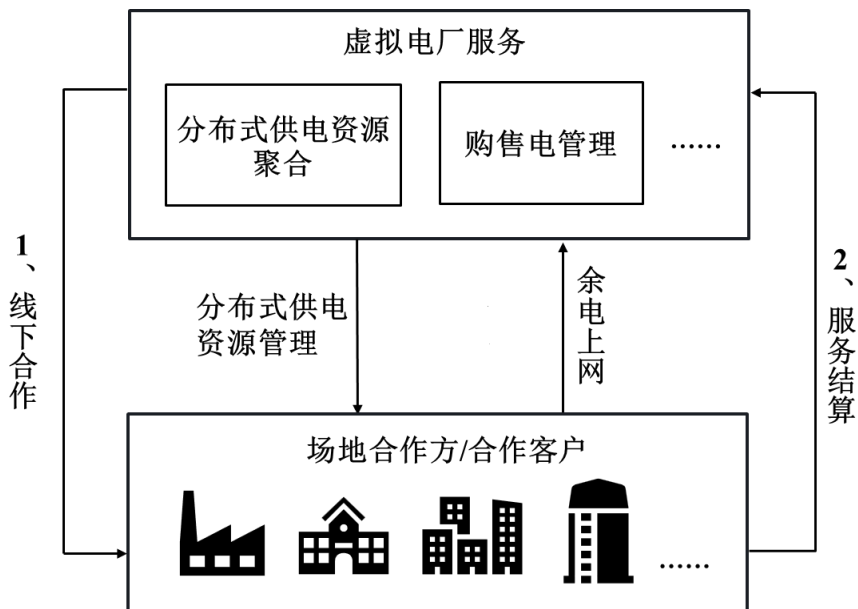 虚拟电厂服务
分布式供电资源
聚合
购售电管理
……
1、线下合作
分布式供电
资源管理
余电上网
2、服务结算
场地合作方/合作客户
……